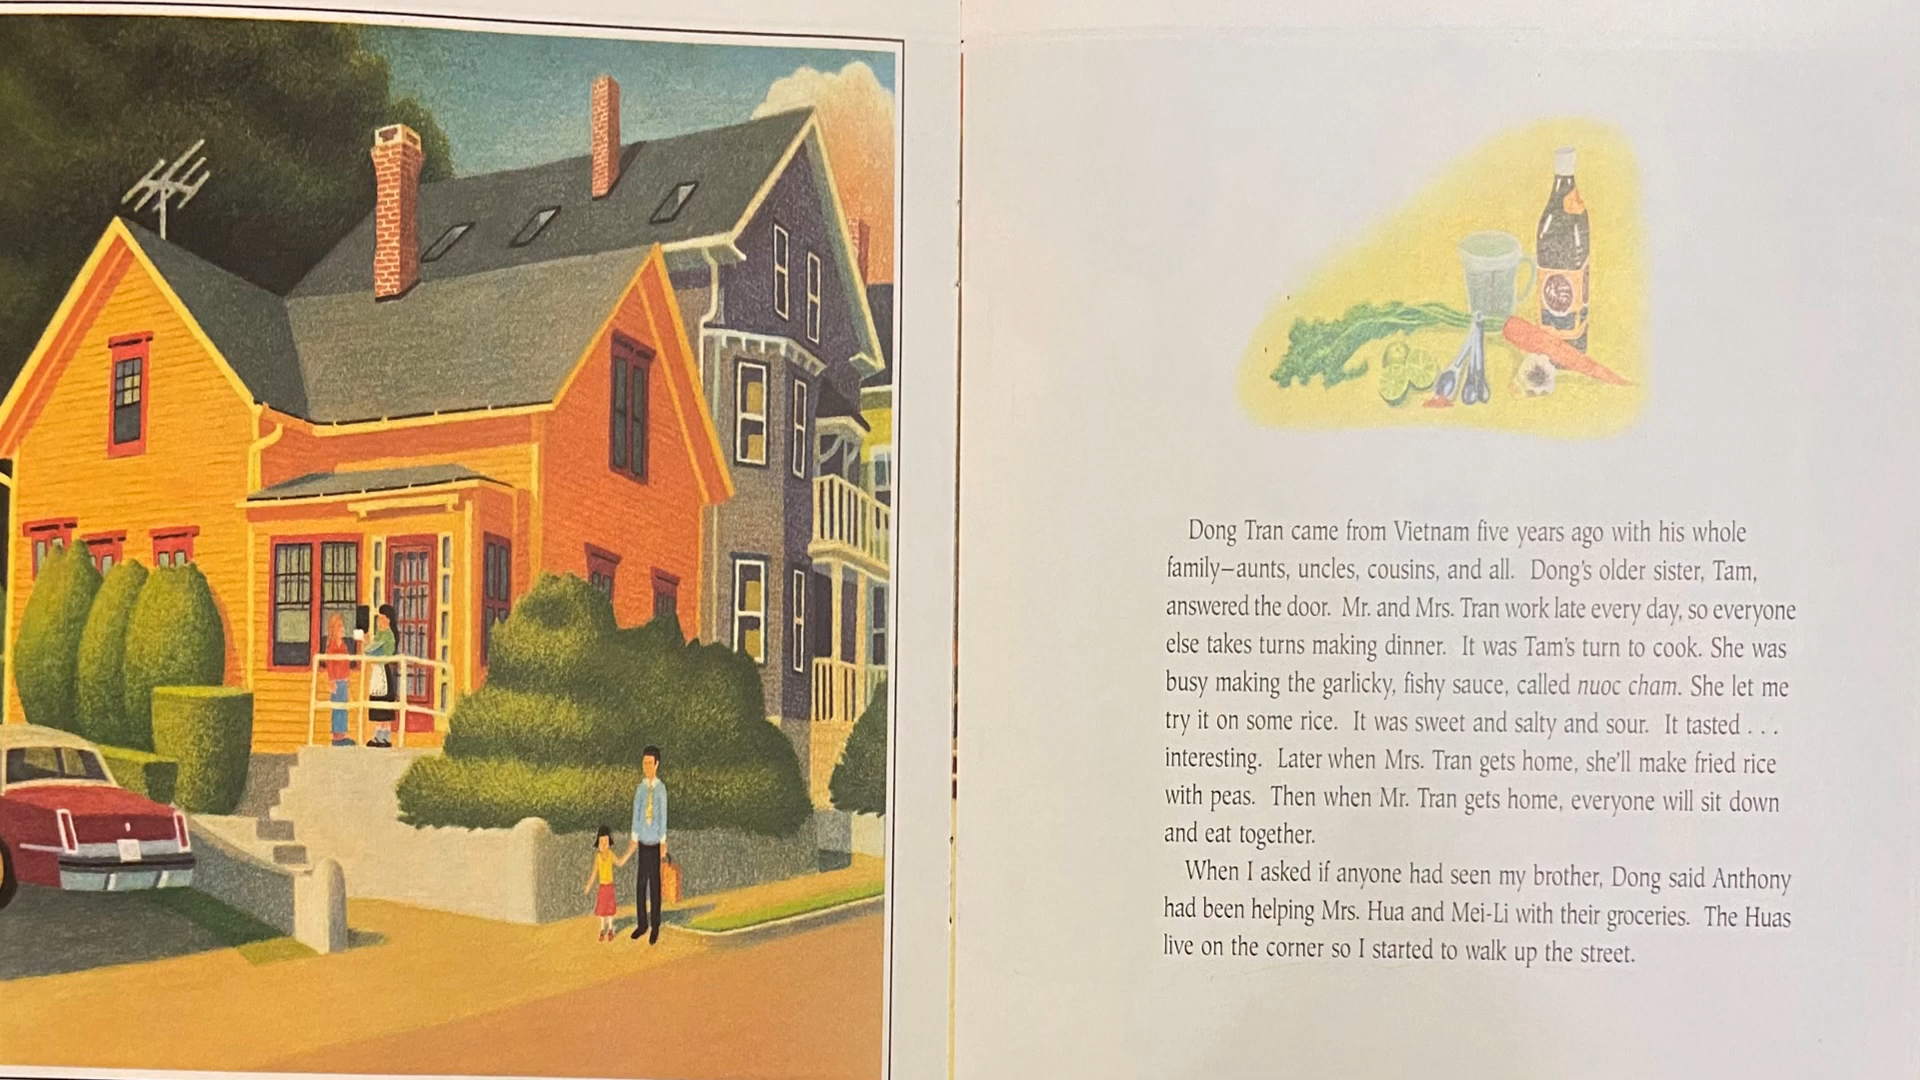 Dong Tran came from Vietnam five years ago with his whole
family–aunts, uncles, cousins, and all. Dong's older sister, Tam,
answered the door. Mr. and Mrs. Tran work late every day, so everyone
else takes turns making dinner. It was Tam's turn to cook. She was
busy making the garlicky, fishy sauce, called nuoc cham. She let me
try it on some rice. It was sweet and salty and sour. It tasted . . .
interesting. Later when Mrs. Tran gets home, she'll make fried rice
with peas. Then when Mr. Tran gets home, everyone will sit down
and eat together.
When I asked if anyone had seen my brother, Dong said Anthony
had been helping Mrs. Hua and Mei-Li with their groceries. The Huas
live on the corner so I started to walk up the street.